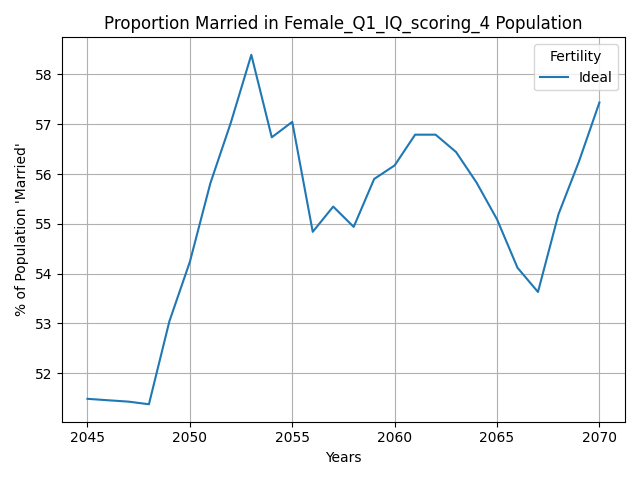 Proportion Married in Female_Q1_IQ_scoring_4 Population
Fertility
Ideal
% of Population 'Married'
58
57
56
55
54
53
52
2045 2050 2055 2060 2065 2070
Years